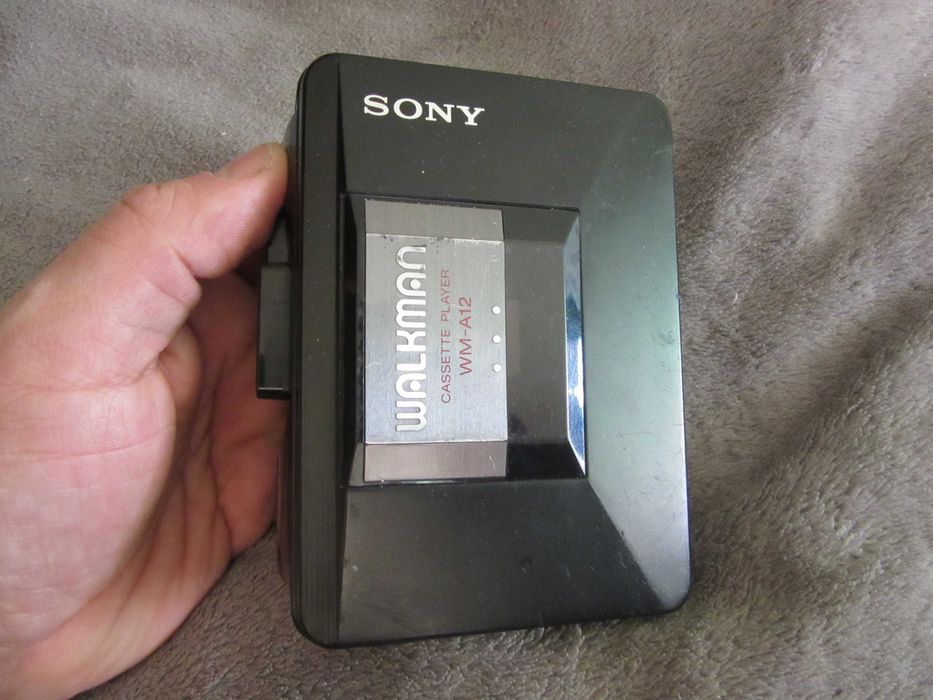 SONY
WALKMAN
CASSETTE PLAYER
WM-A12